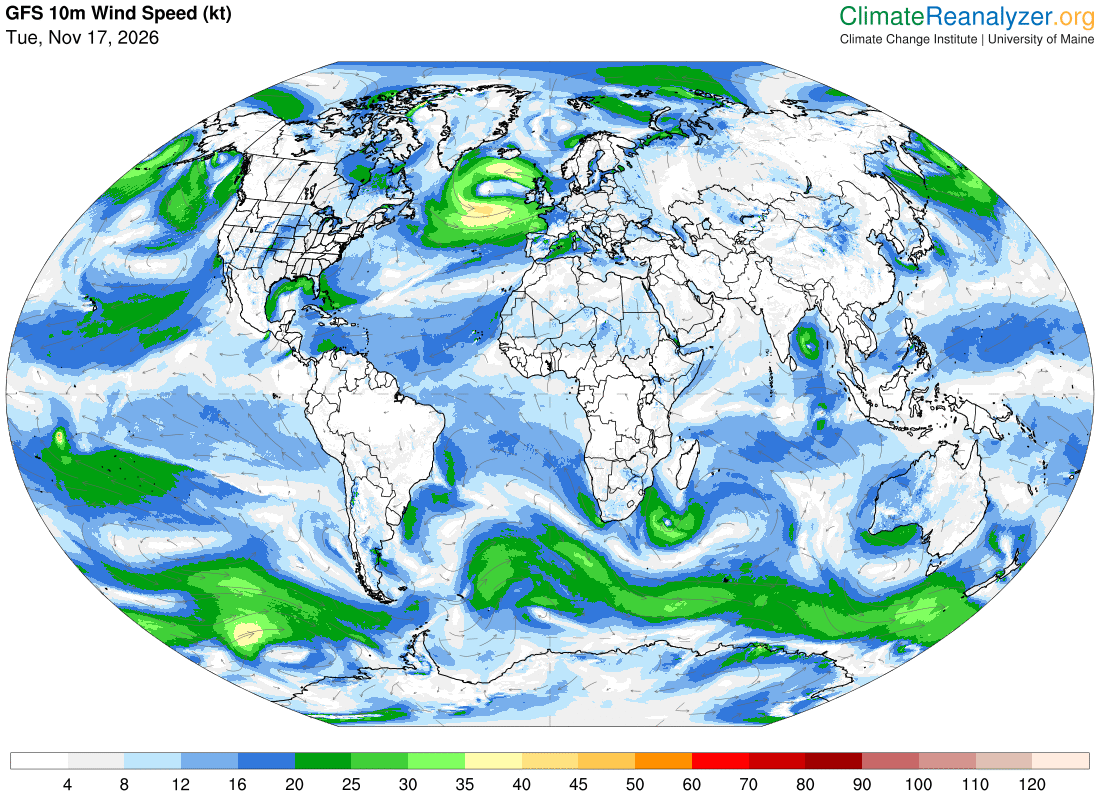 GFS 10m Wind Speed (kt)
Tue, Nov 17, 2026
ClimateReanalyzer.org
Climate Change Institute | University of Maine
4 8 12 16 20 25 30 35 40 45 50 60 70 80 90 100 110 120